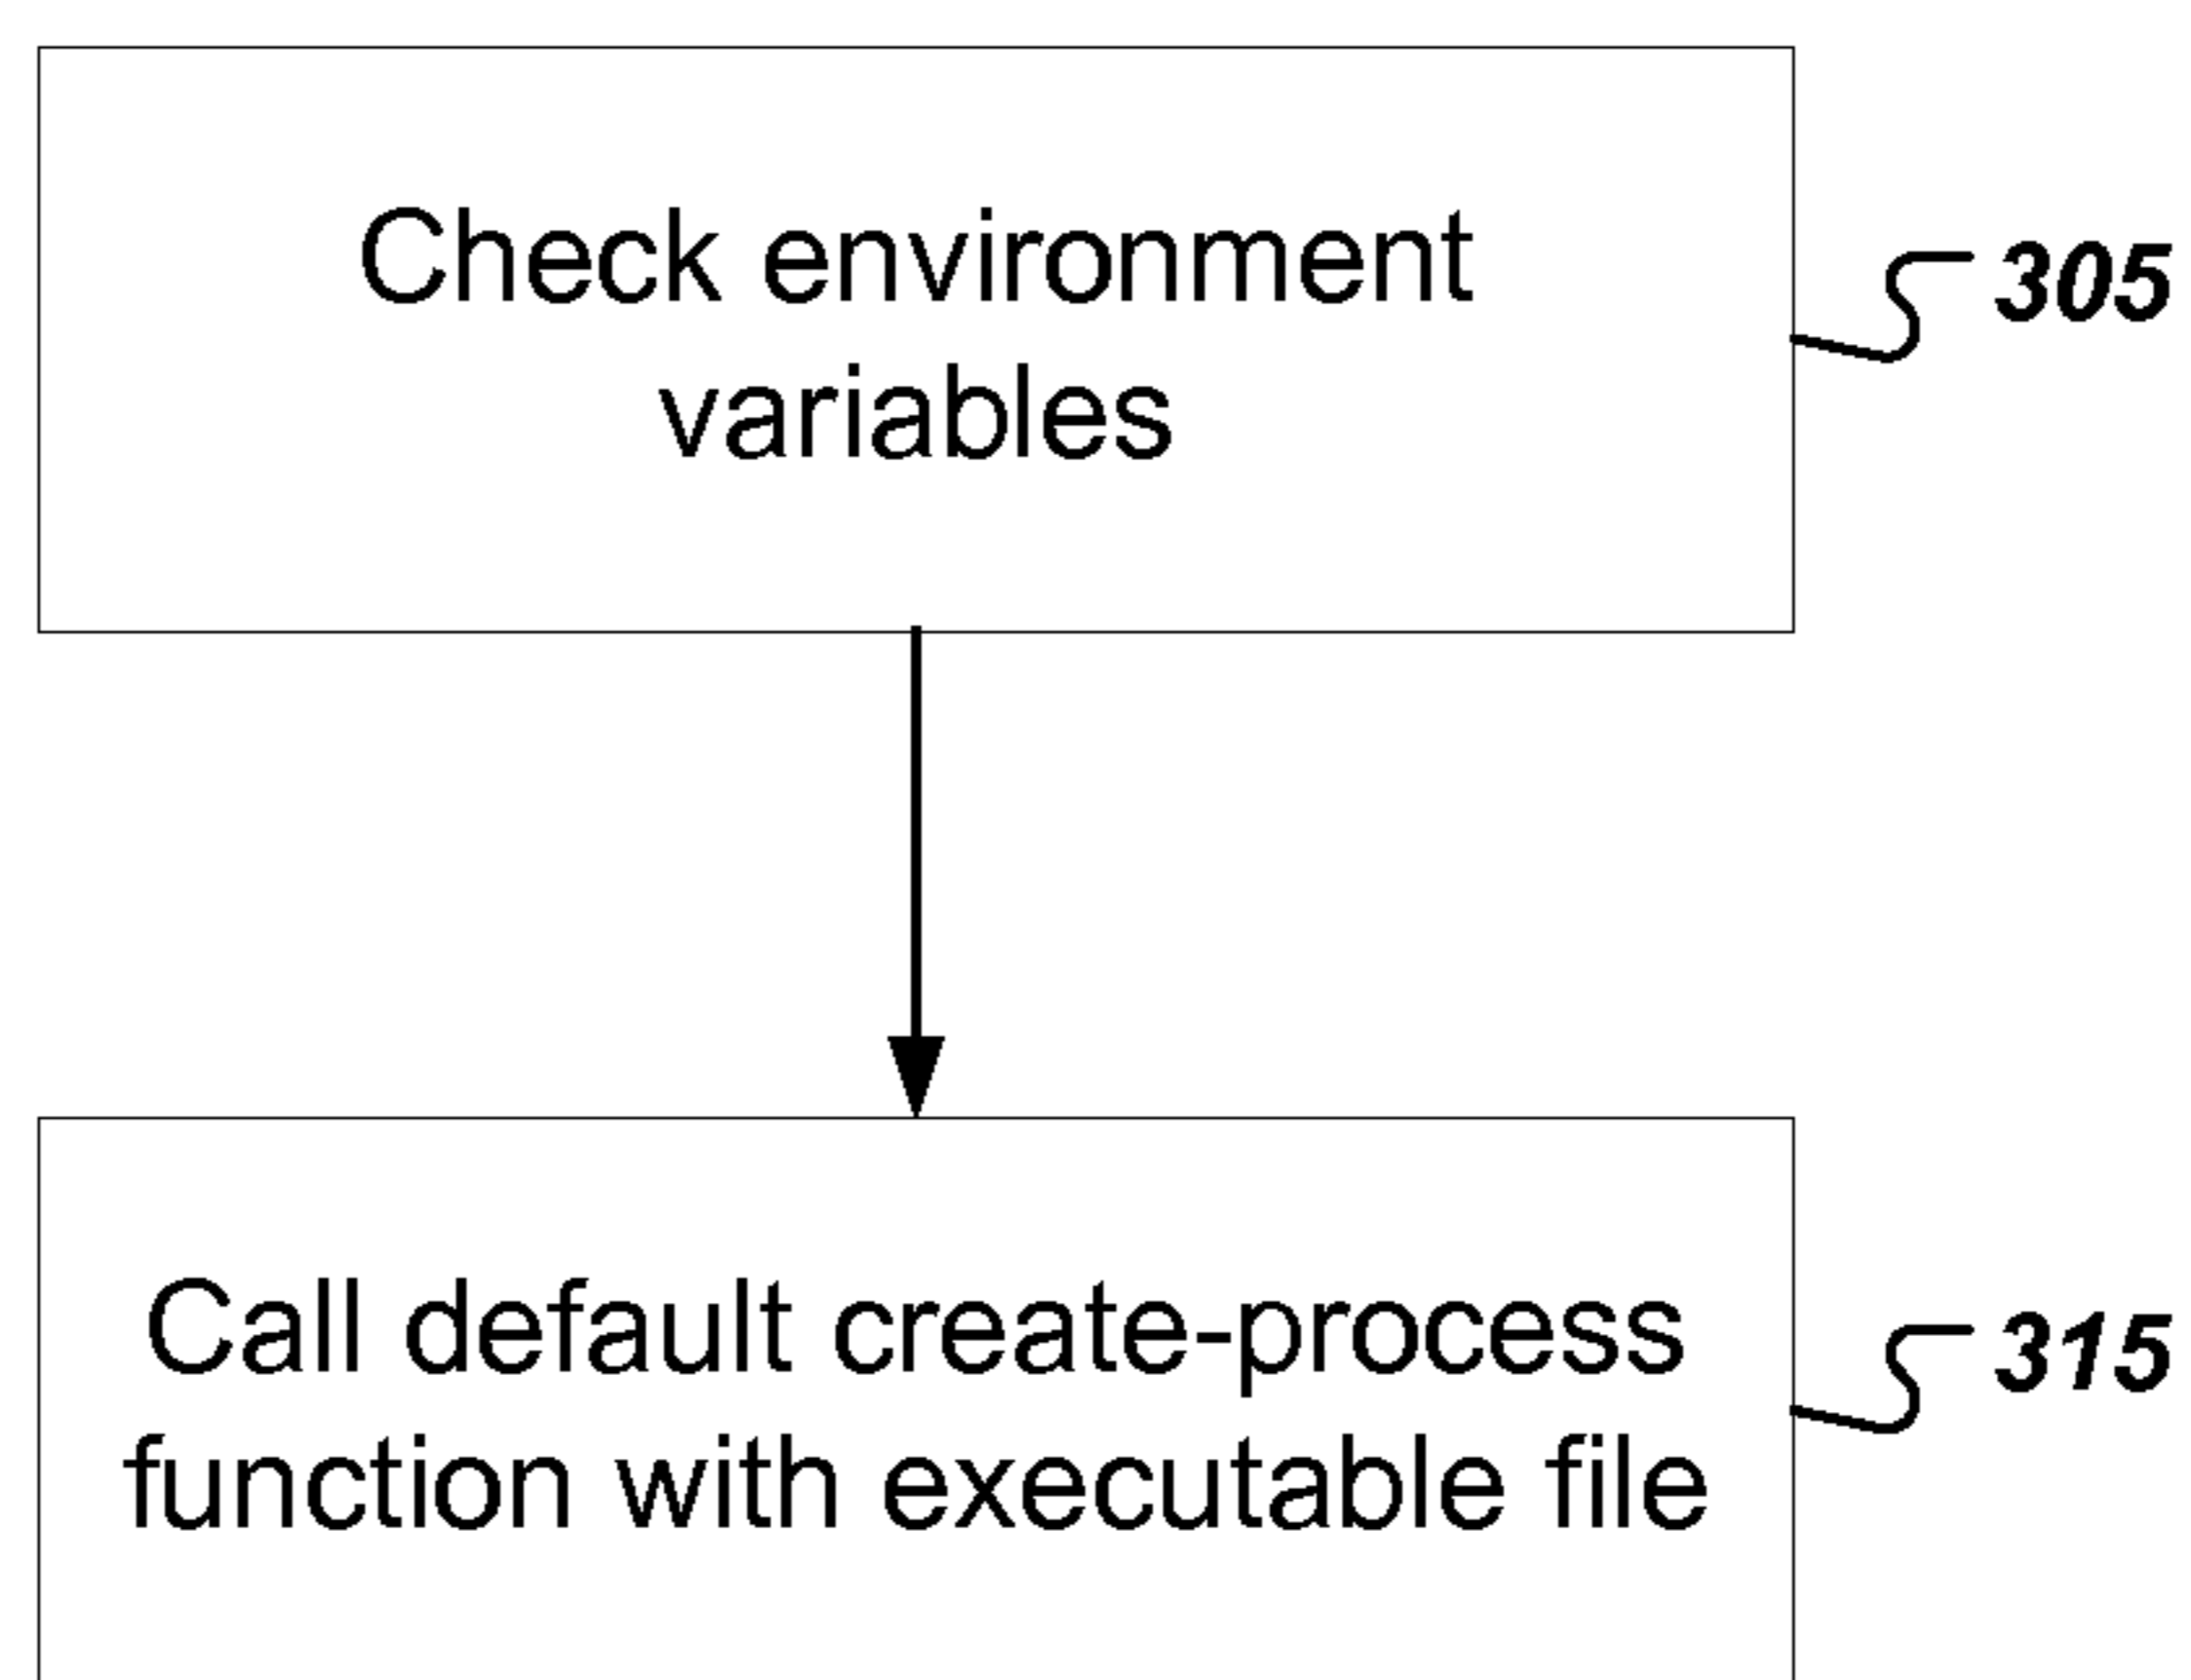 Check environment
variables
305
Call default create-process
function with executable file
315